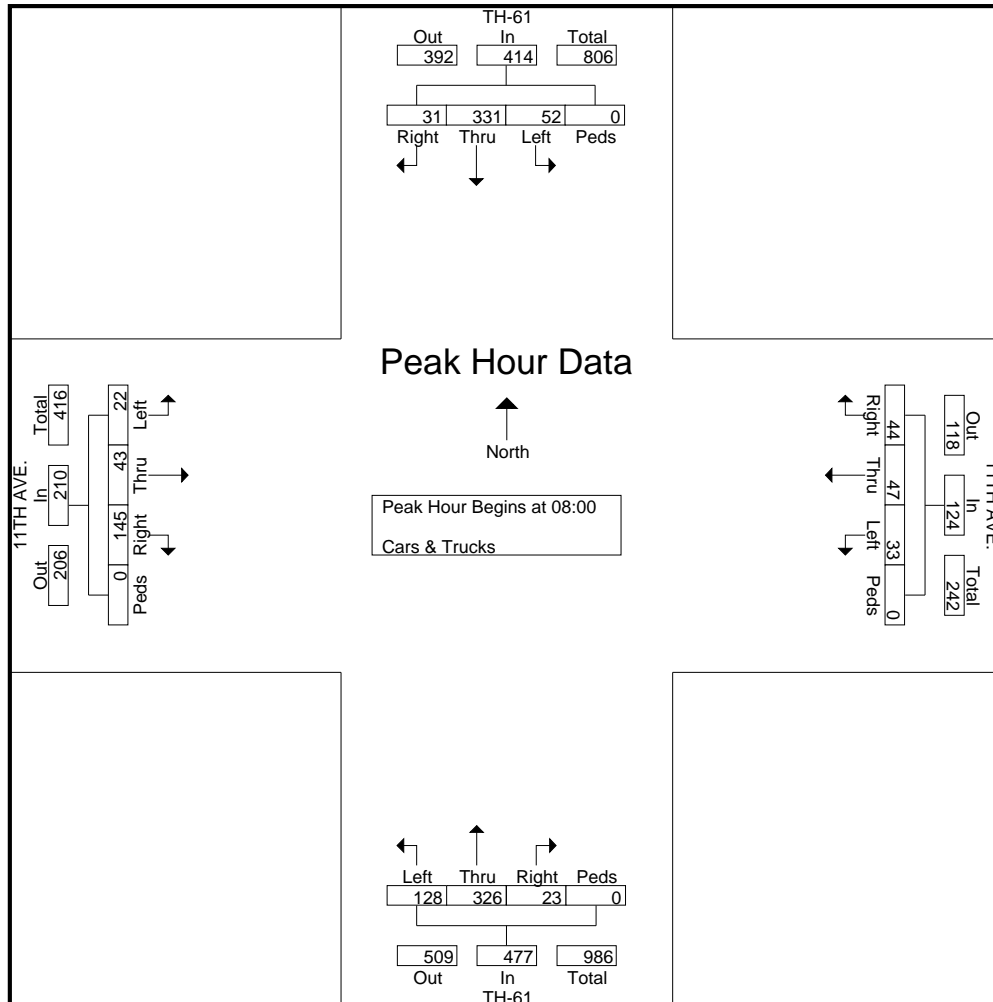 TH-61
Out In Total
392 414 806
31 331 52 0
Right Thru Left Peds
Peak Hour Data
North
Peak Hour Begins at 08:00
Cars & Trucks
11TH AVE.
Total In Out
416 210 206
22 43 145 0
Left Thru Right Peds
Right Thru Left Peds
44 47 33 0
Out In Total
118 124 242
11TH AVE.
Left Thru Right Peds
128 326 23 0
509 477 986
Out In Total
TH-61